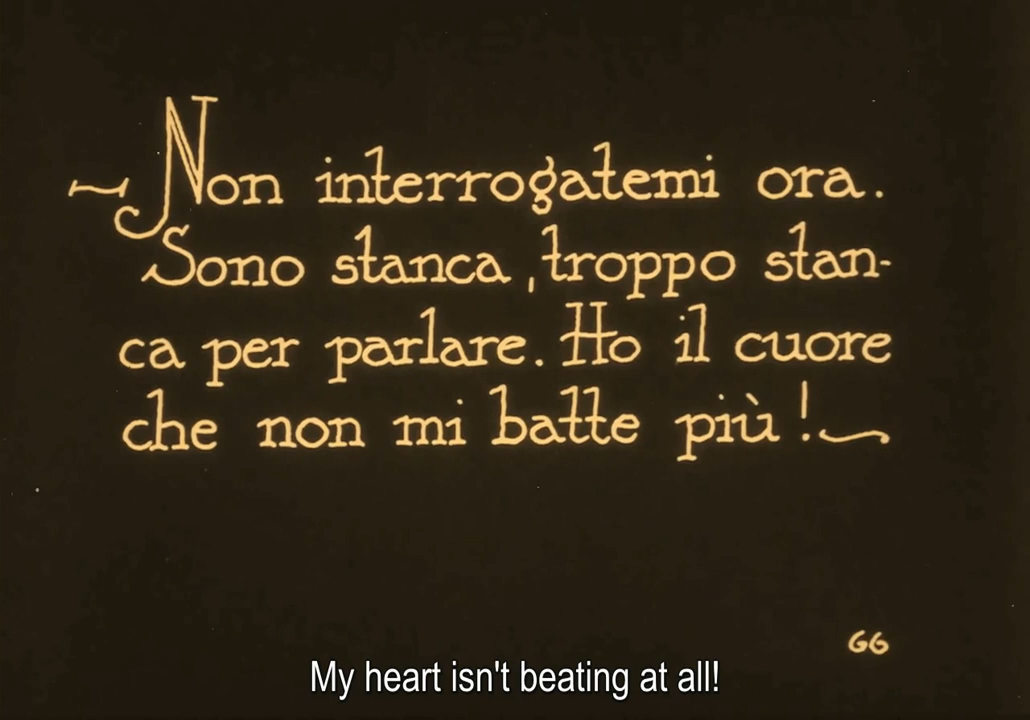 Non interrogatemi ora.
Sono stanca, troppo stan-
ca per parlare. Ho il cuore
che non mi batte più!
66
My heart isn't beating at all!